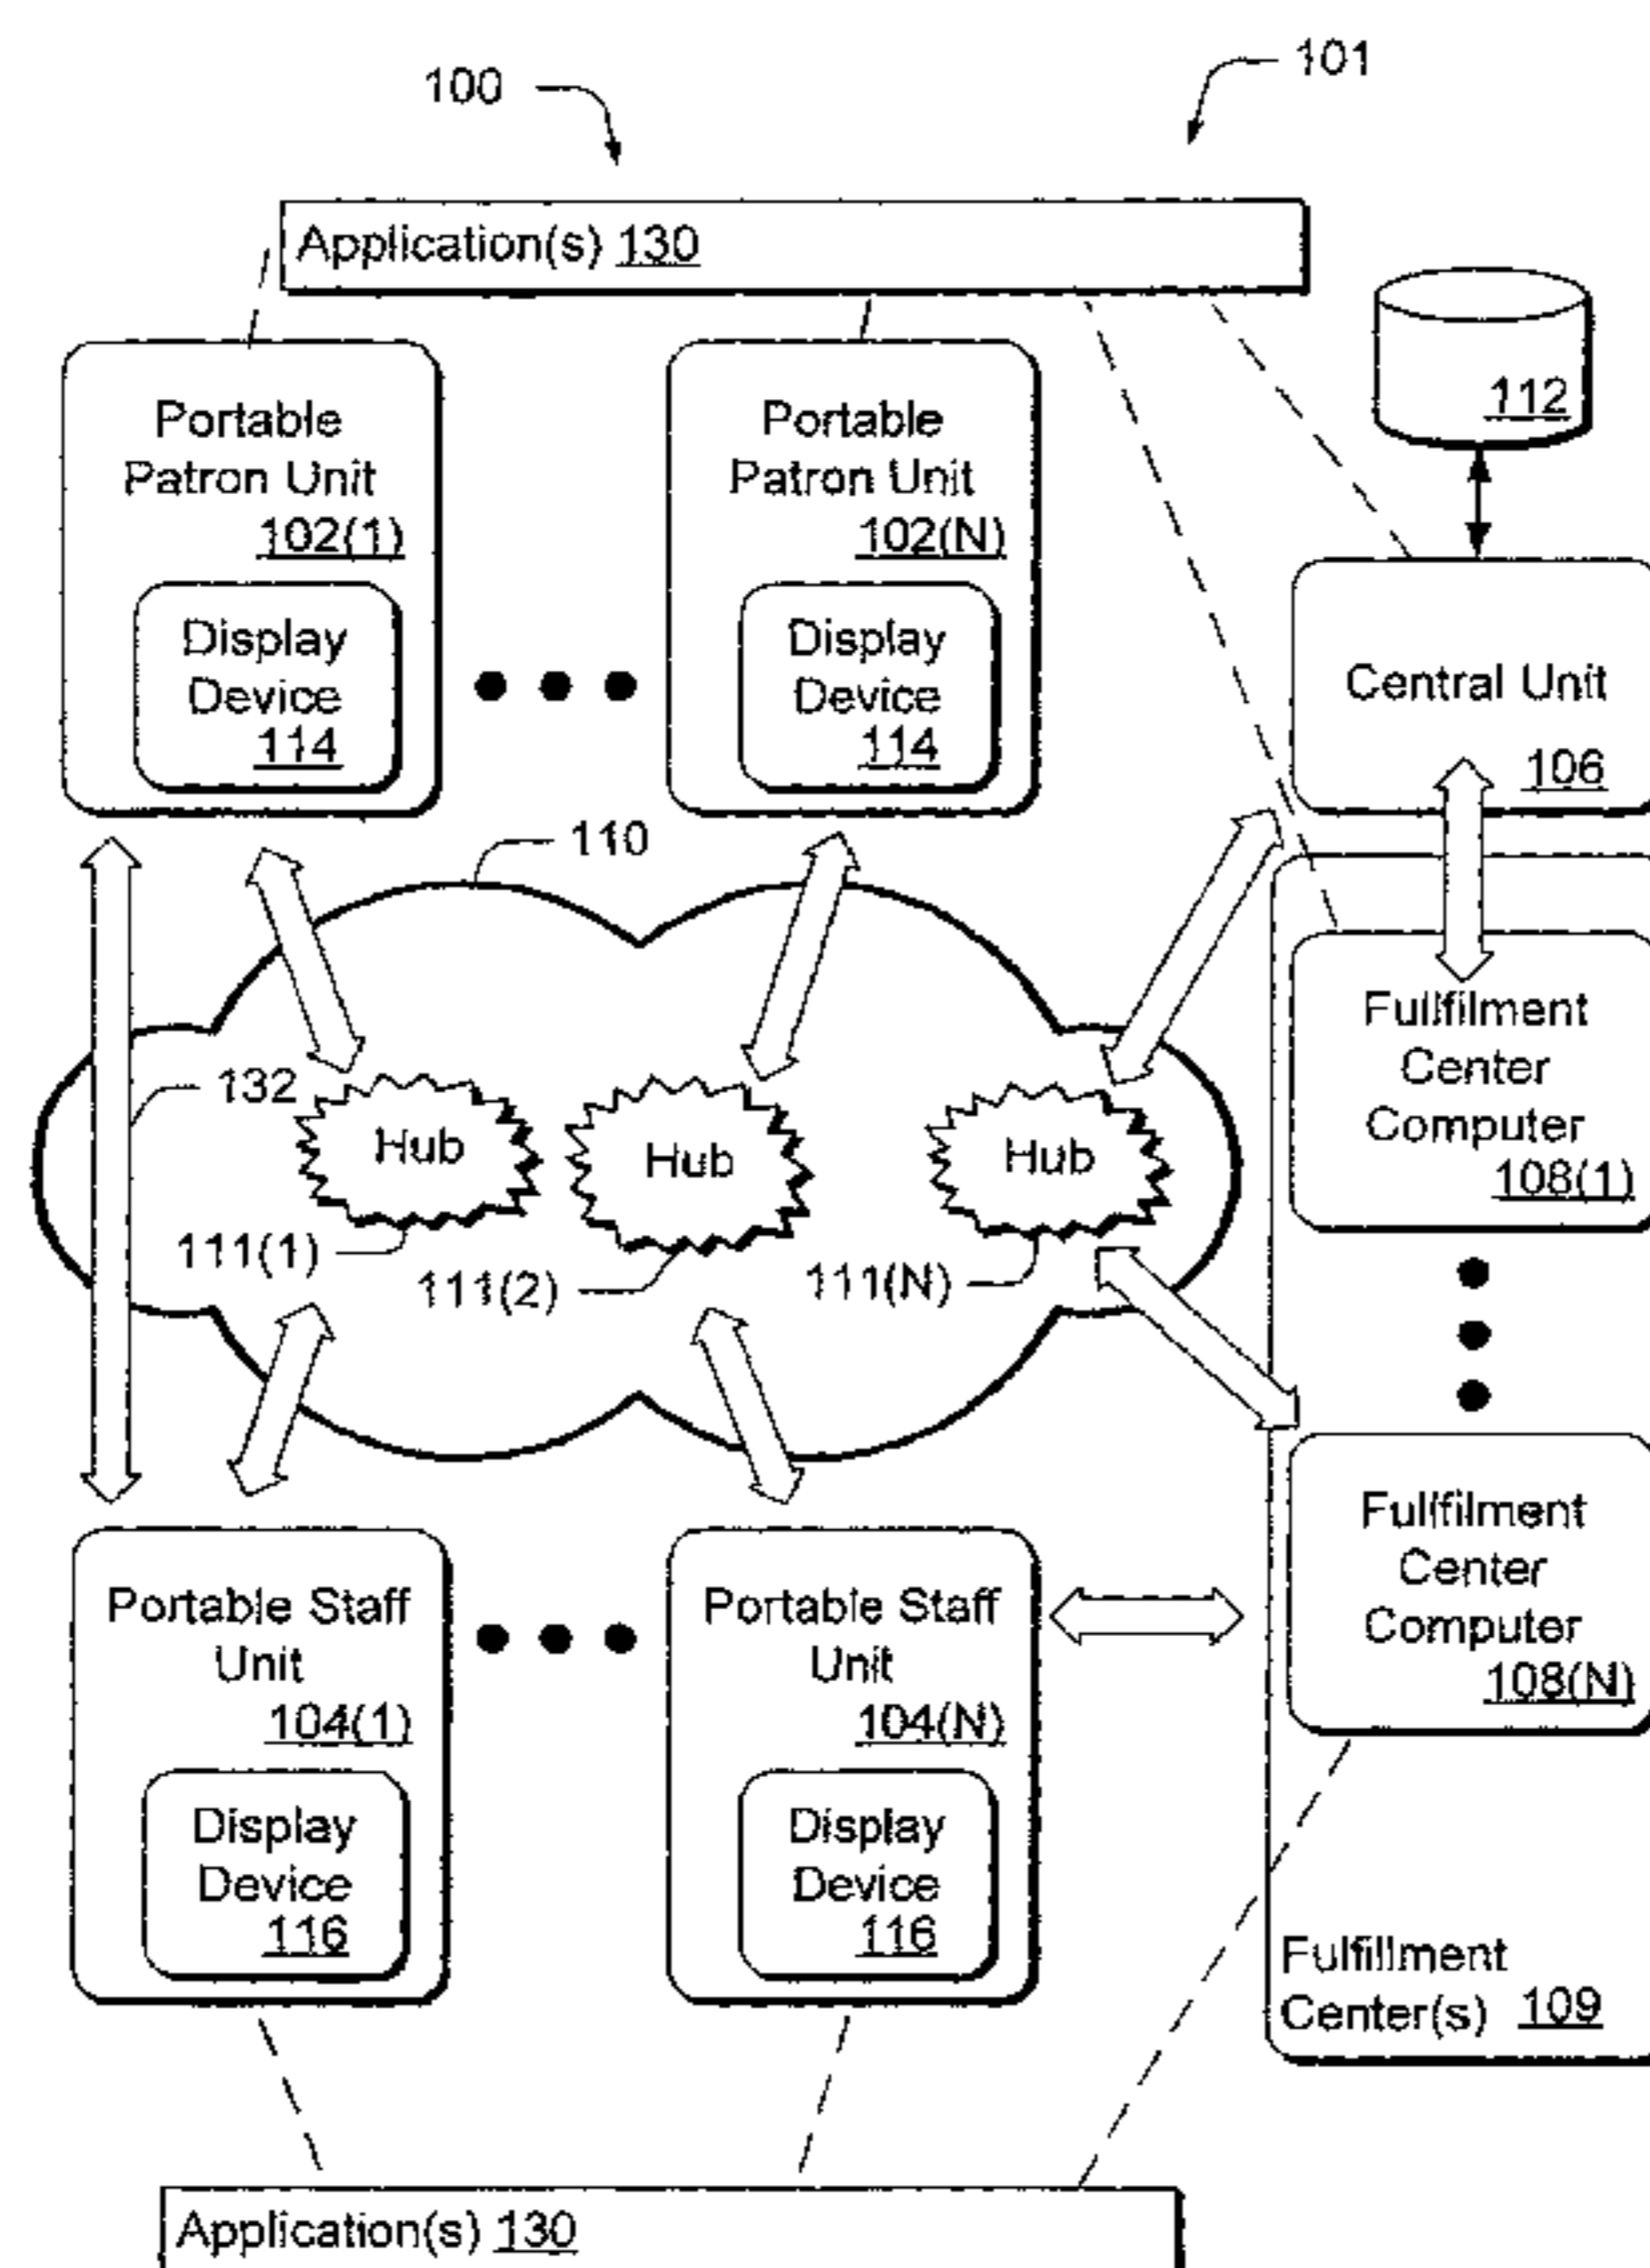 100
101
Application(s) 130
Portable
Patron Unit
102(1)
Display
Device
114
Portable
Patron Unit
102(N)
Display
Device
114
112
Central Unit
106
110
132
Hub
Hub
Hub
111(1)
111(2)
111(N)
Fullfilment
Center
Computer
108(1)
Portable Staff
Unit
104(1)
Display
Device
116
Portable Staff
Unit
104(N)
Display
Device
116
Fullfilment
Center
Computer
108(N)
Fulfillment
Center(s) 109
Application(s) 130